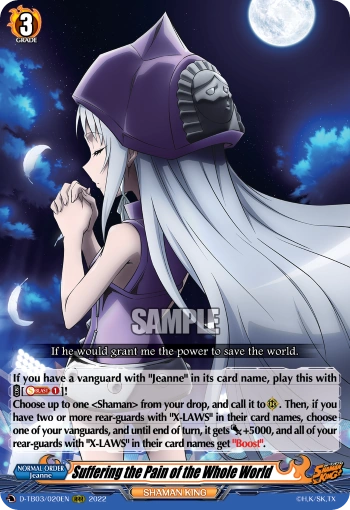 3
GRADE
SAMPLE
If he would grant me the power to save the world.
If you have a vanguard with "Jeanne" in its card name, play this with
[ BLAST 1]!
Choose up to one <Shaman> from your drop, and call it to . Then, if you
have two or more rear-guards with "X-LAWS" in their card names, choose
one of your vanguards, and until end of turn, it gets +5000, and all of your
rear-guards with "X-LAWS" in their card names get "Boost".
NORMAL ORDER
Jeanne
Suffering the Pain of the Whole World
SHAMAN KING
SHAMAN KING
D-TB03/020EN RRR 2022
©H,K/SK,TX